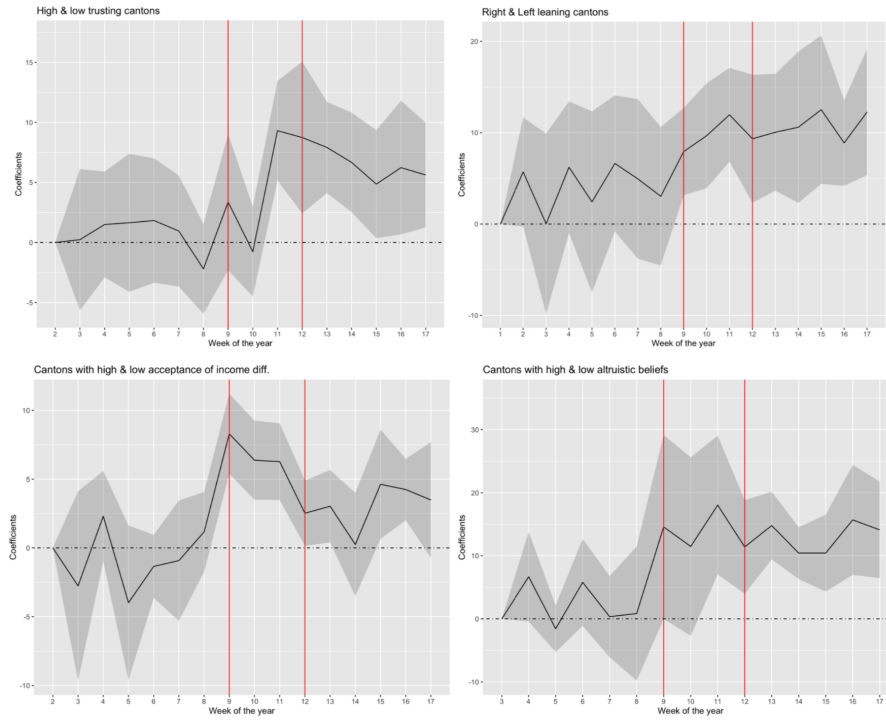 High & low trusting cantons
Coefficients
15
10
5
0
-5
2 3 4 5 6 7 8 9 10 11 12 13 14 15 16 17
Week of the year
Right & Left leaning cantons
Coefficients
20
10
0
-10
1 2 3 4 5 6 7 8 9 10 11 12 13 14 15 16 17
Week of the year
Cantons with high & low acceptance of income diff.
Coefficients
10
5
0
-5
-10
2 3 4 5 6 7 8 9 10 11 12 13 14 15 16 17
Week of the year
Cantons with high & low altruistic beliefs
Coefficients
30
20
10
0
-10
3 4 5 6 7 8 9 10 11 12 13 14 15 16 17
Week of the year